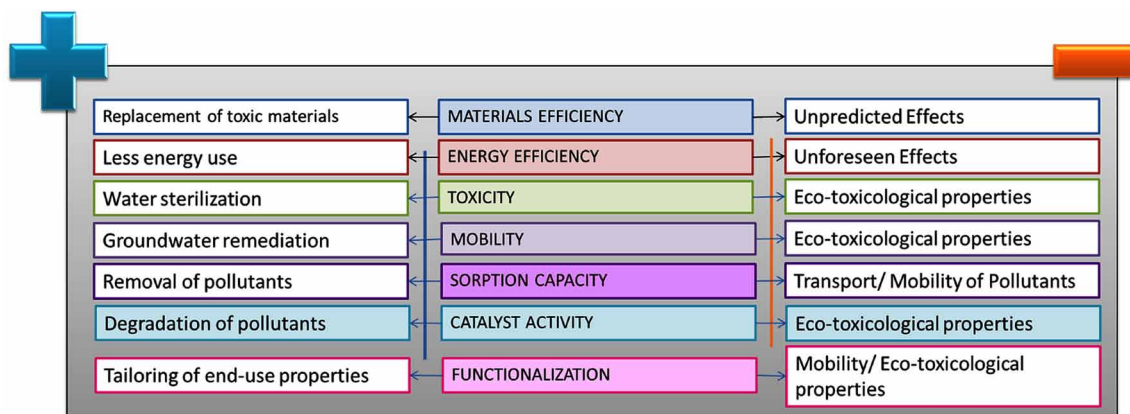 Replacement of toxic materials MATERIALS EFFICIENCY Unpredicted Effects
Less energy use ENERGY EFFICIENCY Unforeseen Effects
Water sterilization TOXICITY Eco-toxicological properties
Groundwater remediation MOBILITY Eco-toxicological properties
Removal of pollutants SORPTION CAPACITY Transport/ Mobility of Pollutants
Degradation of pollutants CATALYST ACTIVITY Eco-toxicological properties
Tailoring of end-use properties FUNCTIONALIZATION Mobility/ Eco-toxicological
properties